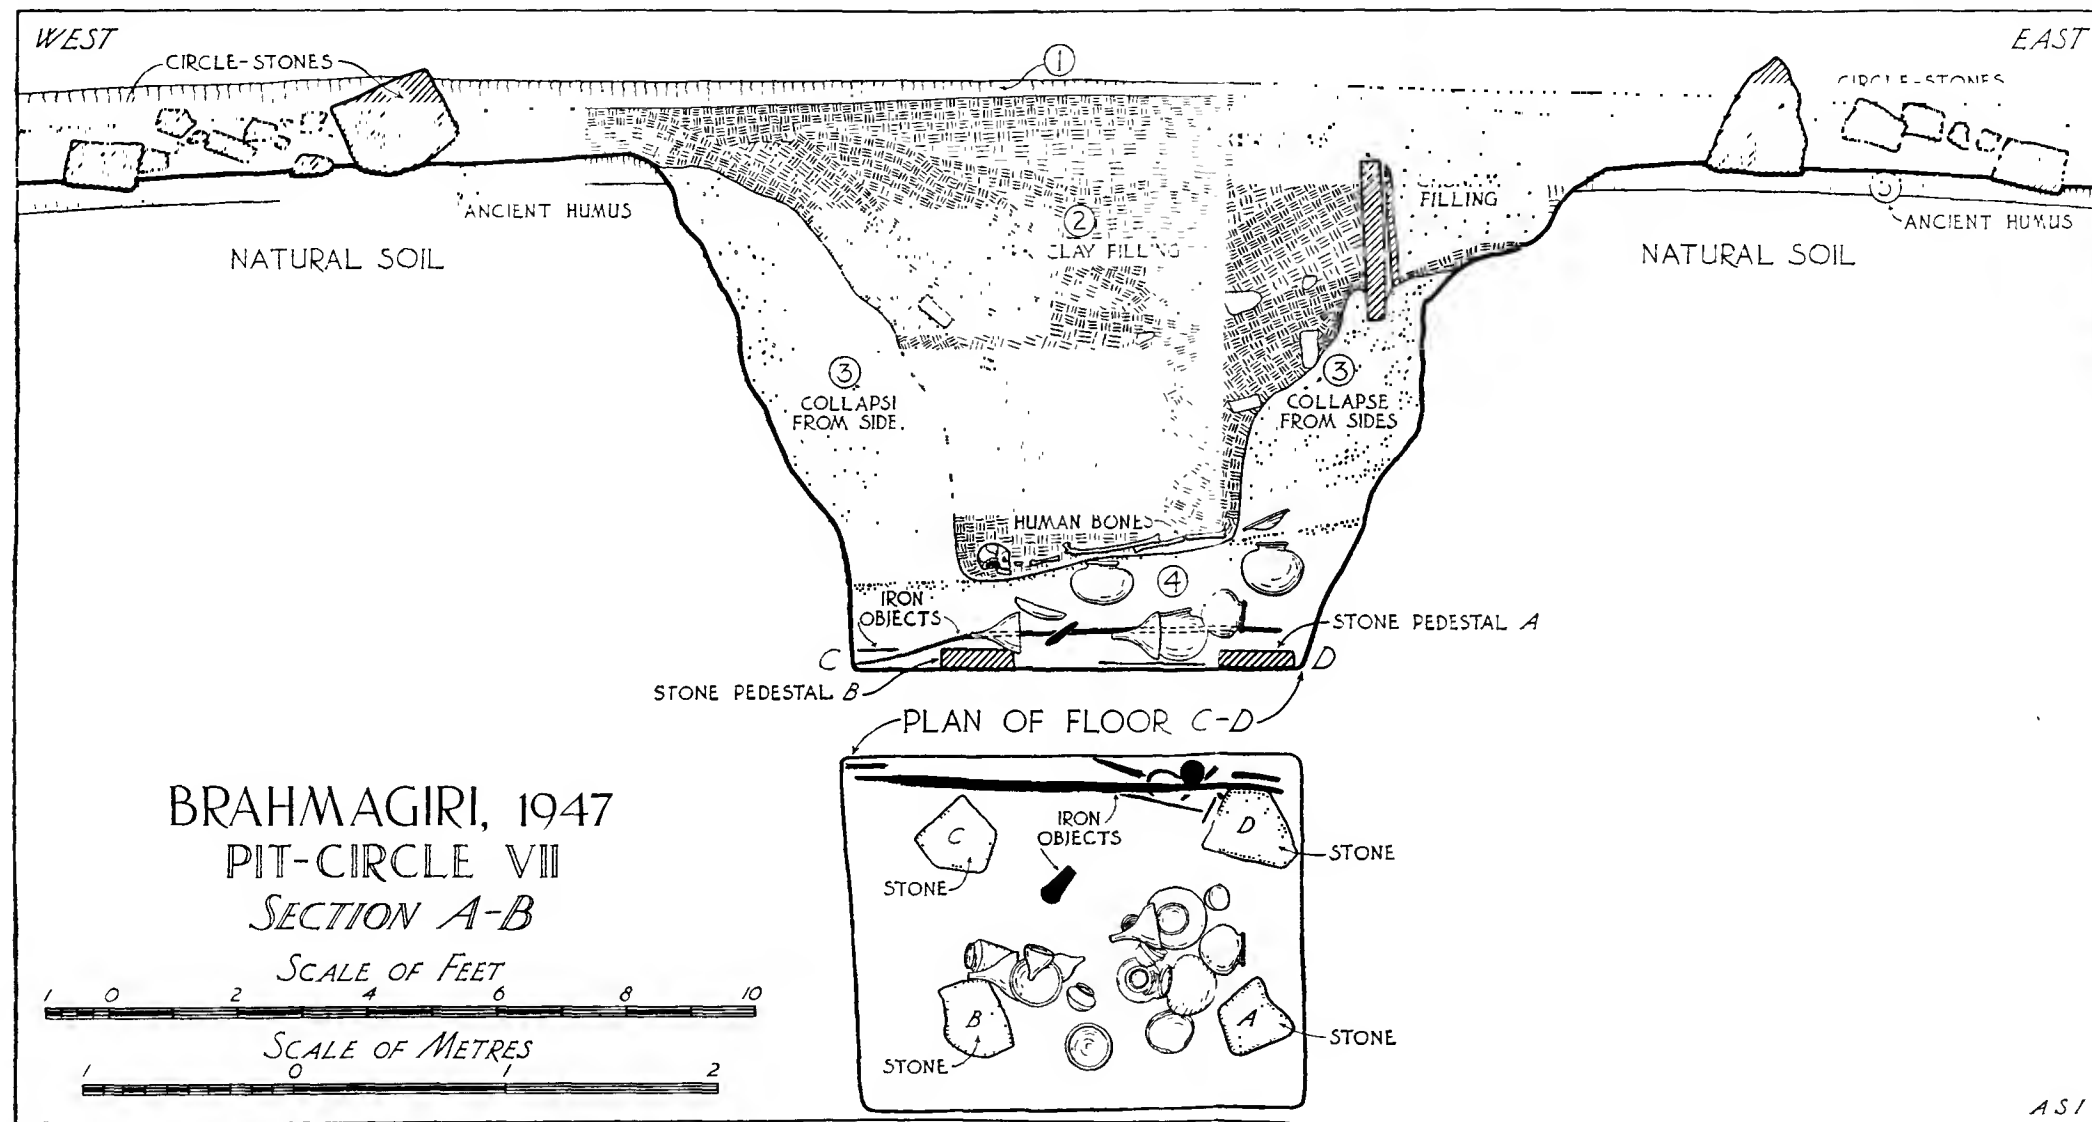 WEST
EAST
CIRCLE-STONES
1
CIRCLE-STONES
ANCIENT HUMUS
2
CLAY FILLING
FILLING
ANCIENT HUMUS
NATURAL SOIL
NATURAL SOIL
3
COLLAPSE
FROM SIDE
3
COLLAPSE
FROM SIDES
HUMAN BONES
4
IRON
OBJECTS
STONE PEDESTAL A
C
D
STONE PEDESTAL B
PLAN OF FLOOR C-D
BRAHMAGIRI, 1947
PIT-CIRCLE VII
SECTION A-B
SCALE OF FEET
1 0 2 4 6 8 10
SCALE OF METRES
1 0 1 2
IRON
OBJECTS
C
D
STONE
STONE
B
A
STONE
STONE
A S I